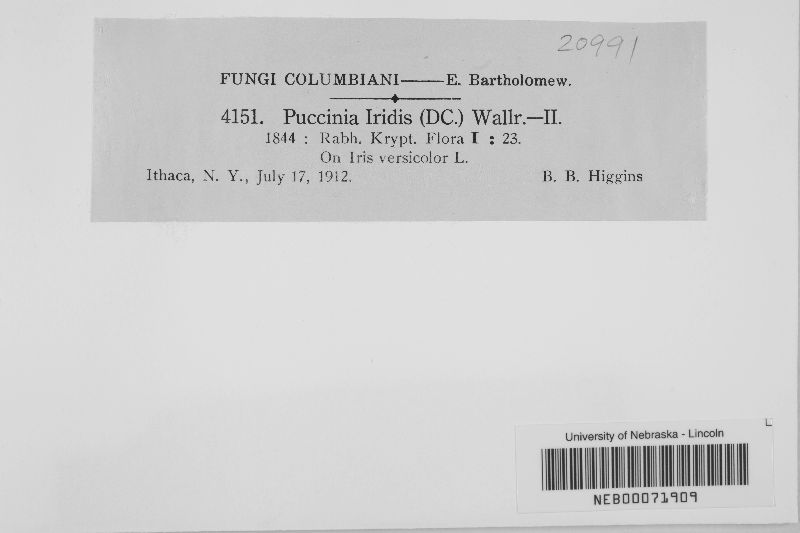 20991
FUNGI COLUMBIANI——E. Bartholomew.
4151. Puccinia Iridis (DC.) Wallr.—II.
1844 : Rabh. Krypt. Flora I : 23.
On Iris versicolor L.
Ithaca, N. Y., July 17, 1912. B. B. Higgins
University of Nebraska - Lincoln
NEB00071909